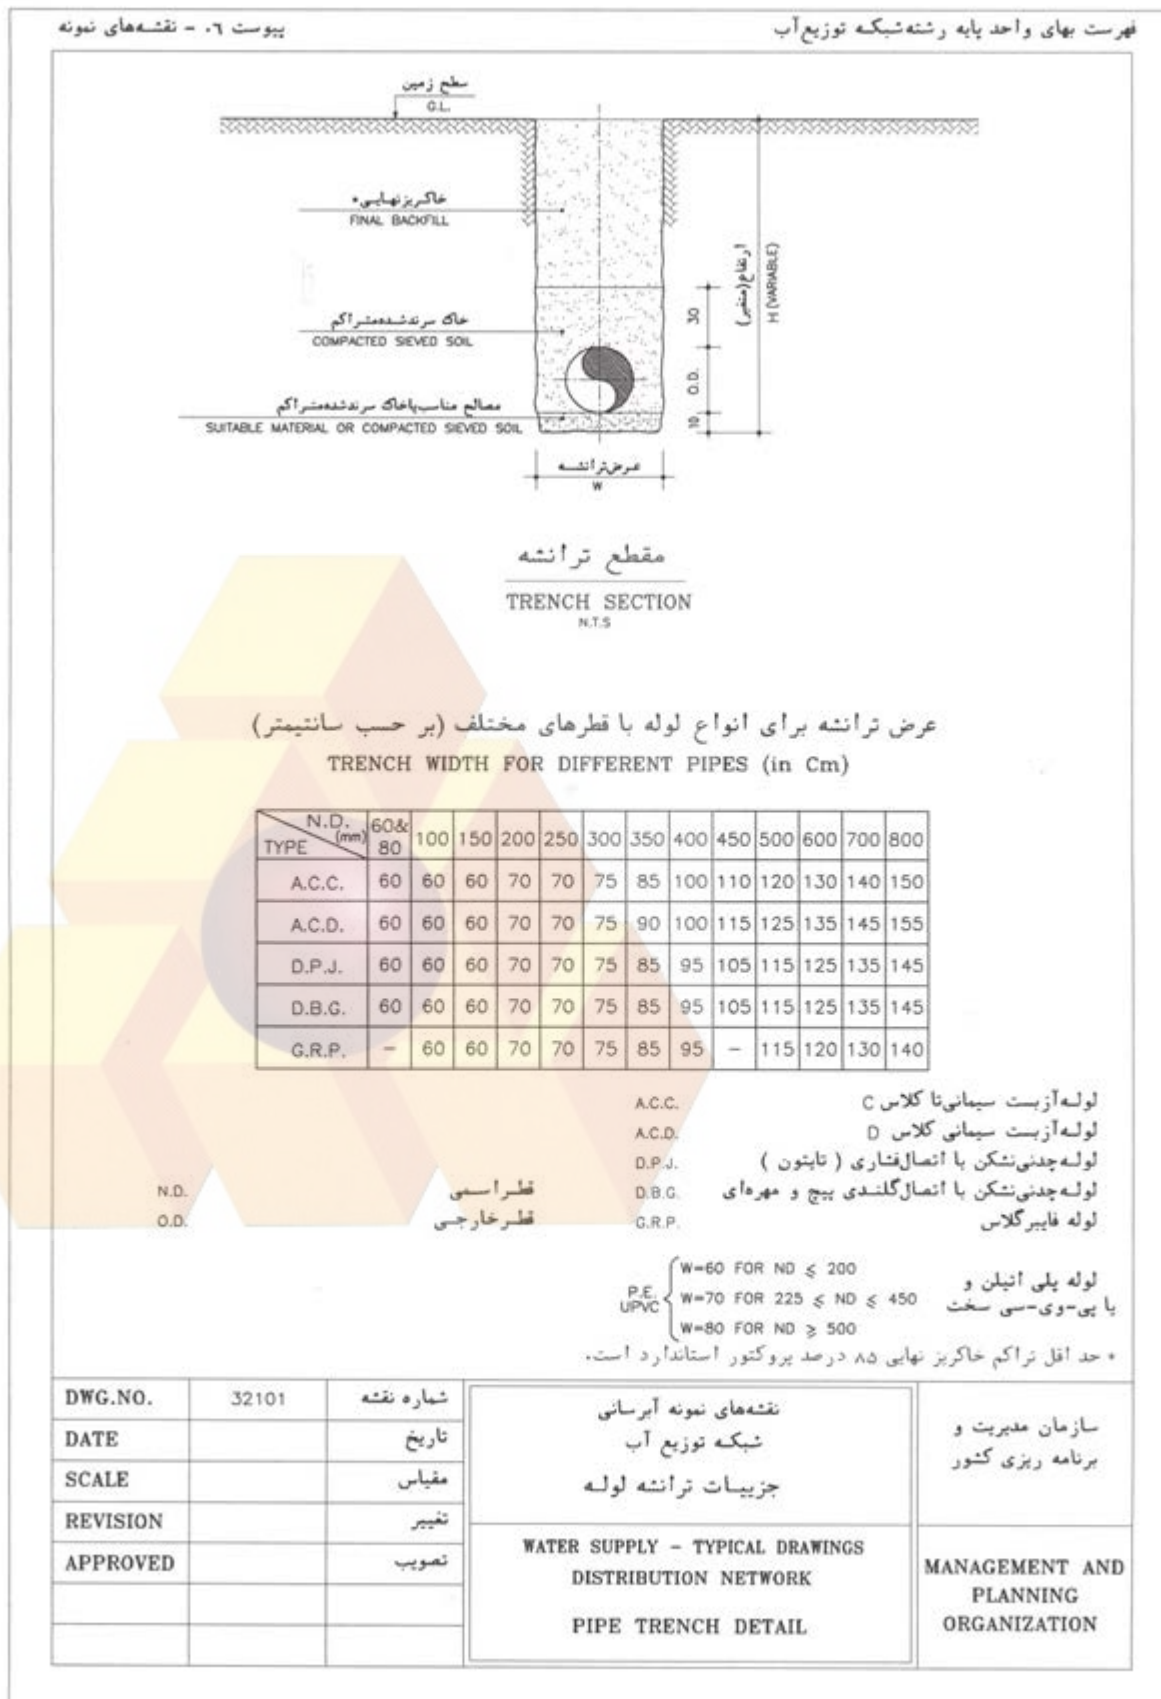 فهرست بهای واحد پایه رشته‌شبکه توزیع‌آب
پیوست ۶. - نقشه‌های نمونه
سطح زمین
G.L.
خاکریزنهایی*
FINAL BACKFILL
خاک سرندشده‌متراکم
COMPACTED SIEVED SOIL
مصالح مناسب‌یاخاک سرندشده‌متراکم
SUITABLE MATERIAL OR COMPACTED SIEVED SOIL
30
O.D.
10
ارتفاع(متغیر)
H (VARIABLE)
عرض‌ترانشه
W
مقطع ترانشه
TRENCH SECTION
N.T.S
عرض ترانشه برای انواع لوله با قطرهای مختلف (بر حسب سانتیمتر)
TRENCH WIDTH FOR DIFFERENT PIPES (in Cm)
TYPE N.D. (mm) 60& 80 100 150 200 250 300 350 400 450 500 600 700 800
A.C.C. 60 60 60 70 70 75 85 100 110 120 130 140 150
A.C.D. 60 60 60 70 70 75 90 100 115 125 135 145 155
D.P.J. 60 60 60 70 70 75 85 95 105 115 125 135 145
D.B.G. 60 60 60 70 70 75 85 95 105 115 125 135 145
G.R.P. - 60 60 70 70 75 85 95 - 115 120 130 140
لوله‌آزبست سیمانی‌تا کلاس C A.C.C.
لوله‌آزبست سیمانی کلاس D A.C.D.
لوله‌چدنی‌نشکن با اتصال‌فشاری ( تایتون ) D.P.J.
لوله‌چدنی‌نشکن با اتصال‌گلندی پیچ و مهره‌ای D.B.G. قطراسمی N.D.
لوله فایبرگلاس G.R.P. قطرخارجی O.D.
لوله پلی اتیلن و
یا پی-وی-سی سخت
P.E.
UPVC
W=60 FOR ND ⩽ 200
W=70 FOR 225 ⩽ ND ⩽ 450
W=80 FOR ND ⩾ 500
* حد اقل تراکم خاکریز نهایی ۸۵ درصد پروکتور استاندارد است.
DWG.NO. 32101 شماره نقشه
DATE تاریخ
SCALE مقیاس
REVISION تغییر
APPROVED تصویب
نقشه‌های نمونه آبرسانی
شبکه توزیع آب
جزییات ترانشه لوله
WATER SUPPLY - TYPICAL DRAWINGS
DISTRIBUTION NETWORK
PIPE TRENCH DETAIL
سازمان مدیریت و
برنامه ریزی کشور
MANAGEMENT AND
PLANNING
ORGANIZATION